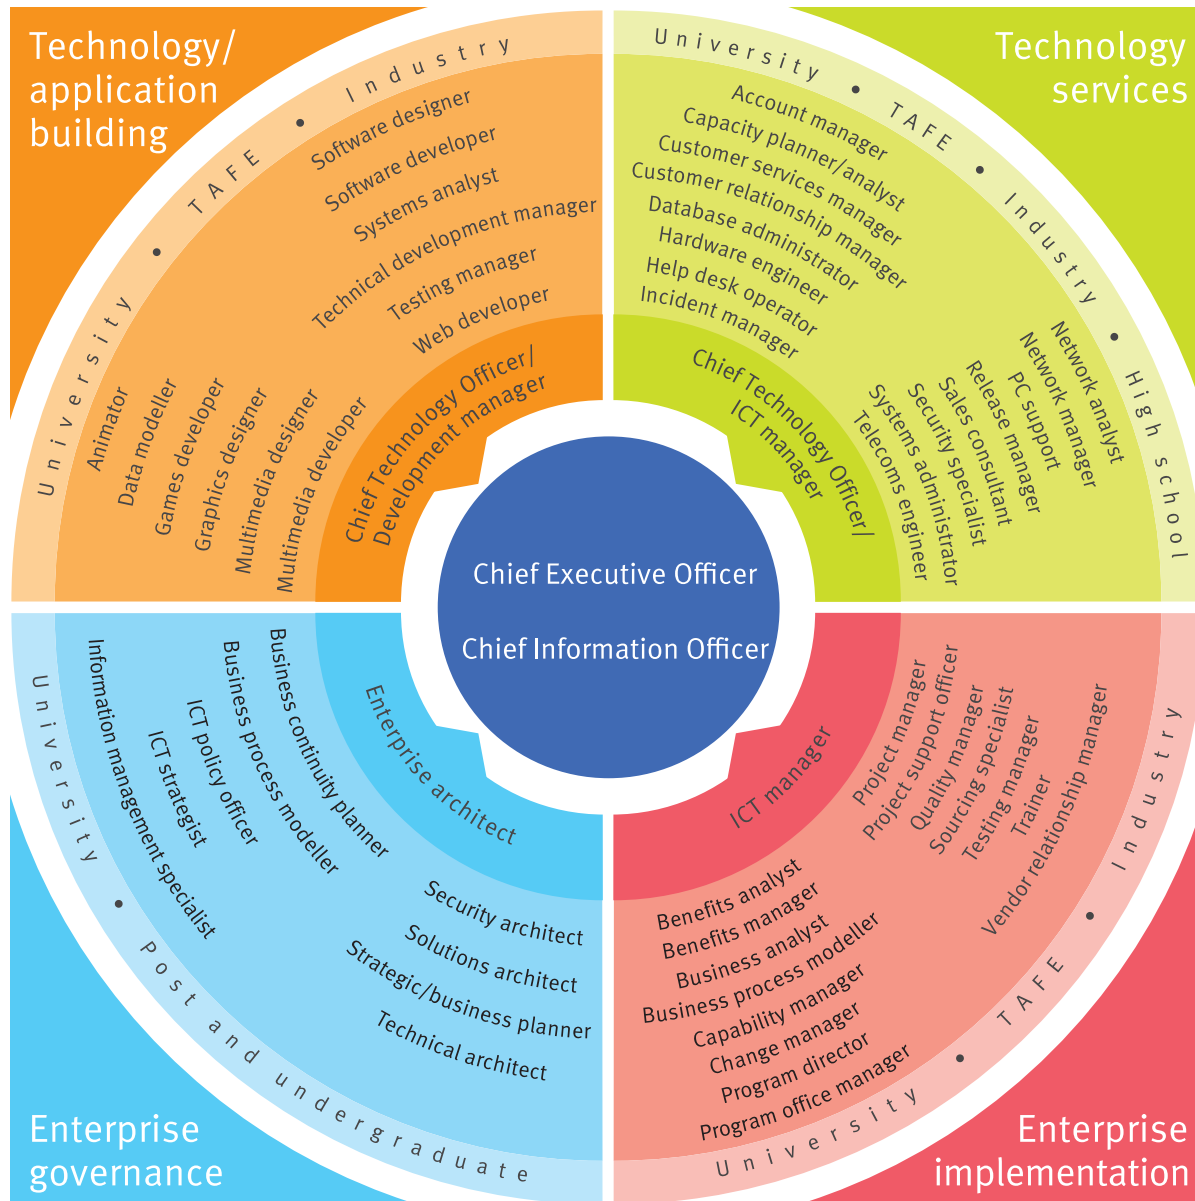 Technology/
application
building
University • TAFE • Industry
Software designer
Software developer
Systems analyst
Technical development manager
Testing manager
Web developer
Animator
Data modeller
Games developer
Graphics designer
Multimedia designer
Multimedia developer
Chief Technology Officer/
Development manager
Technology
services
University • TAFE • Industry • High school
Account manager
Capacity planner/analyst
Customer services manager
Customer relationship manager
Database administrator
Hardware engineer
Help desk operator
Incident manager
Network analyst
Network manager
PC support
Release manager
Sales consultant
Security specialist
Systems administrator
Telecoms engineer
Chief Technology Officer/
ICT manager
Chief Executive Officer
Chief Information Officer
Enterprise architect
Business continuity planner
Business process modeller
ICT policy officer
ICT strategist
Information management specialist
Security architect
Solutions architect
Strategic/business planner
Technical architect
University • Post and undergraduate
Enterprise
governance
ICT manager
Project manager
Project support officer
Quality manager
Sourcing specialist
Testing manager
Trainer
Vendor relationship manager
Benefits analyst
Benefits manager
Business analyst
Business process modeller
Capability manager
Change manager
Program director
Program office manager
University • TAFE • Industry
Enterprise
implementation